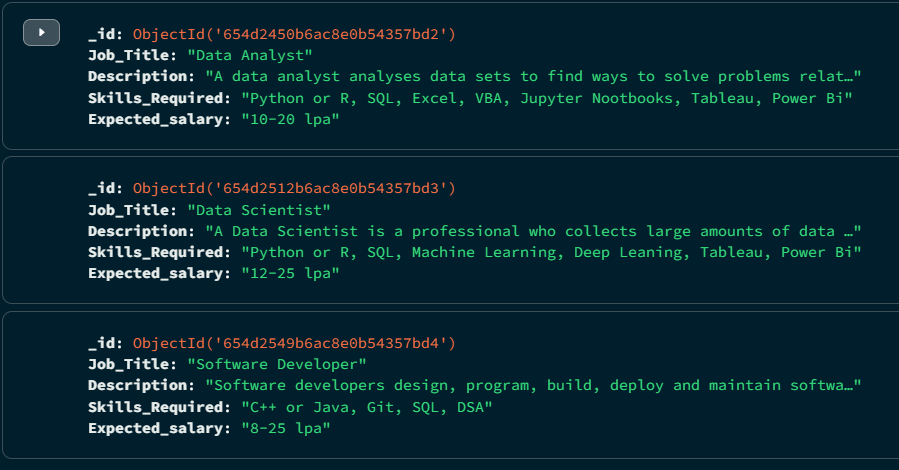 _id: ObjectId('654d2450b6ac8e0b54357bd2')
Job_Title: "Data Analyst"
Description: "A data analyst analyses data sets to find ways to solve problems relat…"
Skills_Required: "Python or R, SQL, Excel, VBA, Jupyter Nootbooks, Tableau, Power Bi"
Expected_salary: "10-20 lpa"
_id: ObjectId('654d2512b6ac8e0b54357bd3')
Job_Title: "Data Scientist"
Description: "A Data Scientist is a professional who collects large amounts of data …"
Skills_Required: "Python or R, SQL, Machine Learning, Deep Leaning, Tableau, Power Bi"
Expected_salary: "12-25 lpa"
_id: ObjectId('654d2549b6ac8e0b54357bd4')
Job_Title: "Software Developer"
Description: "Software developers design, program, build, deploy and maintain softwa…"
Skills_Required: "C++ or Java, Git, SQL, DSA"
Expected_salary: "8-25 lpa"